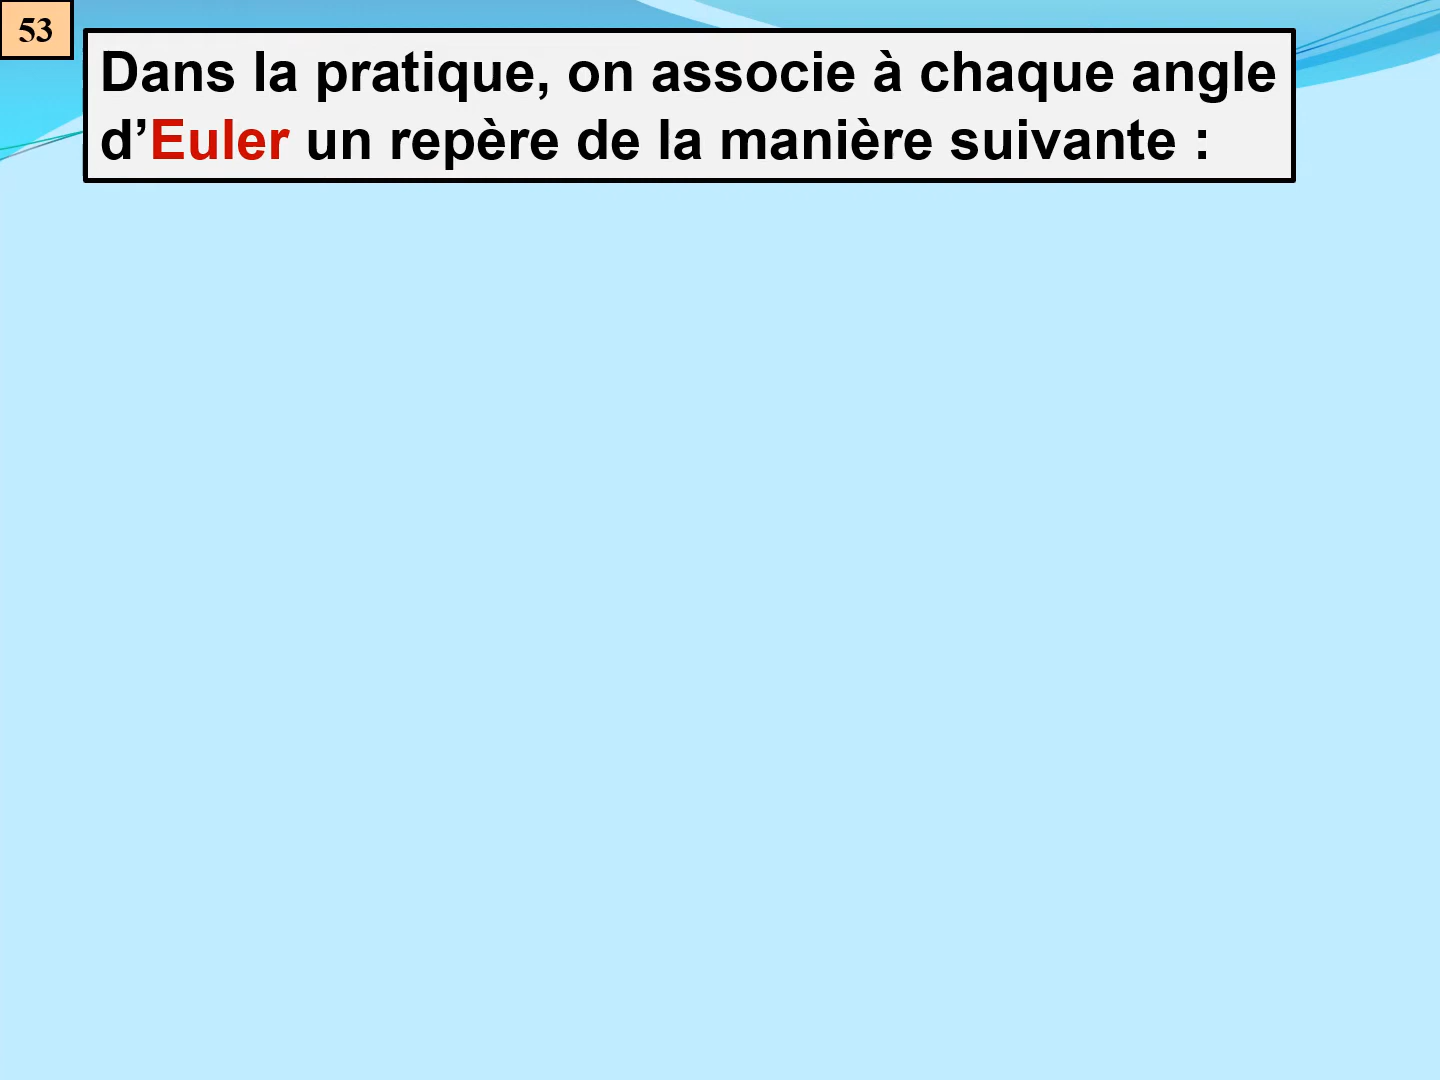 53
Dans la pratique, on associe à chaque angle
d’Euler un repère de la manière suivante :